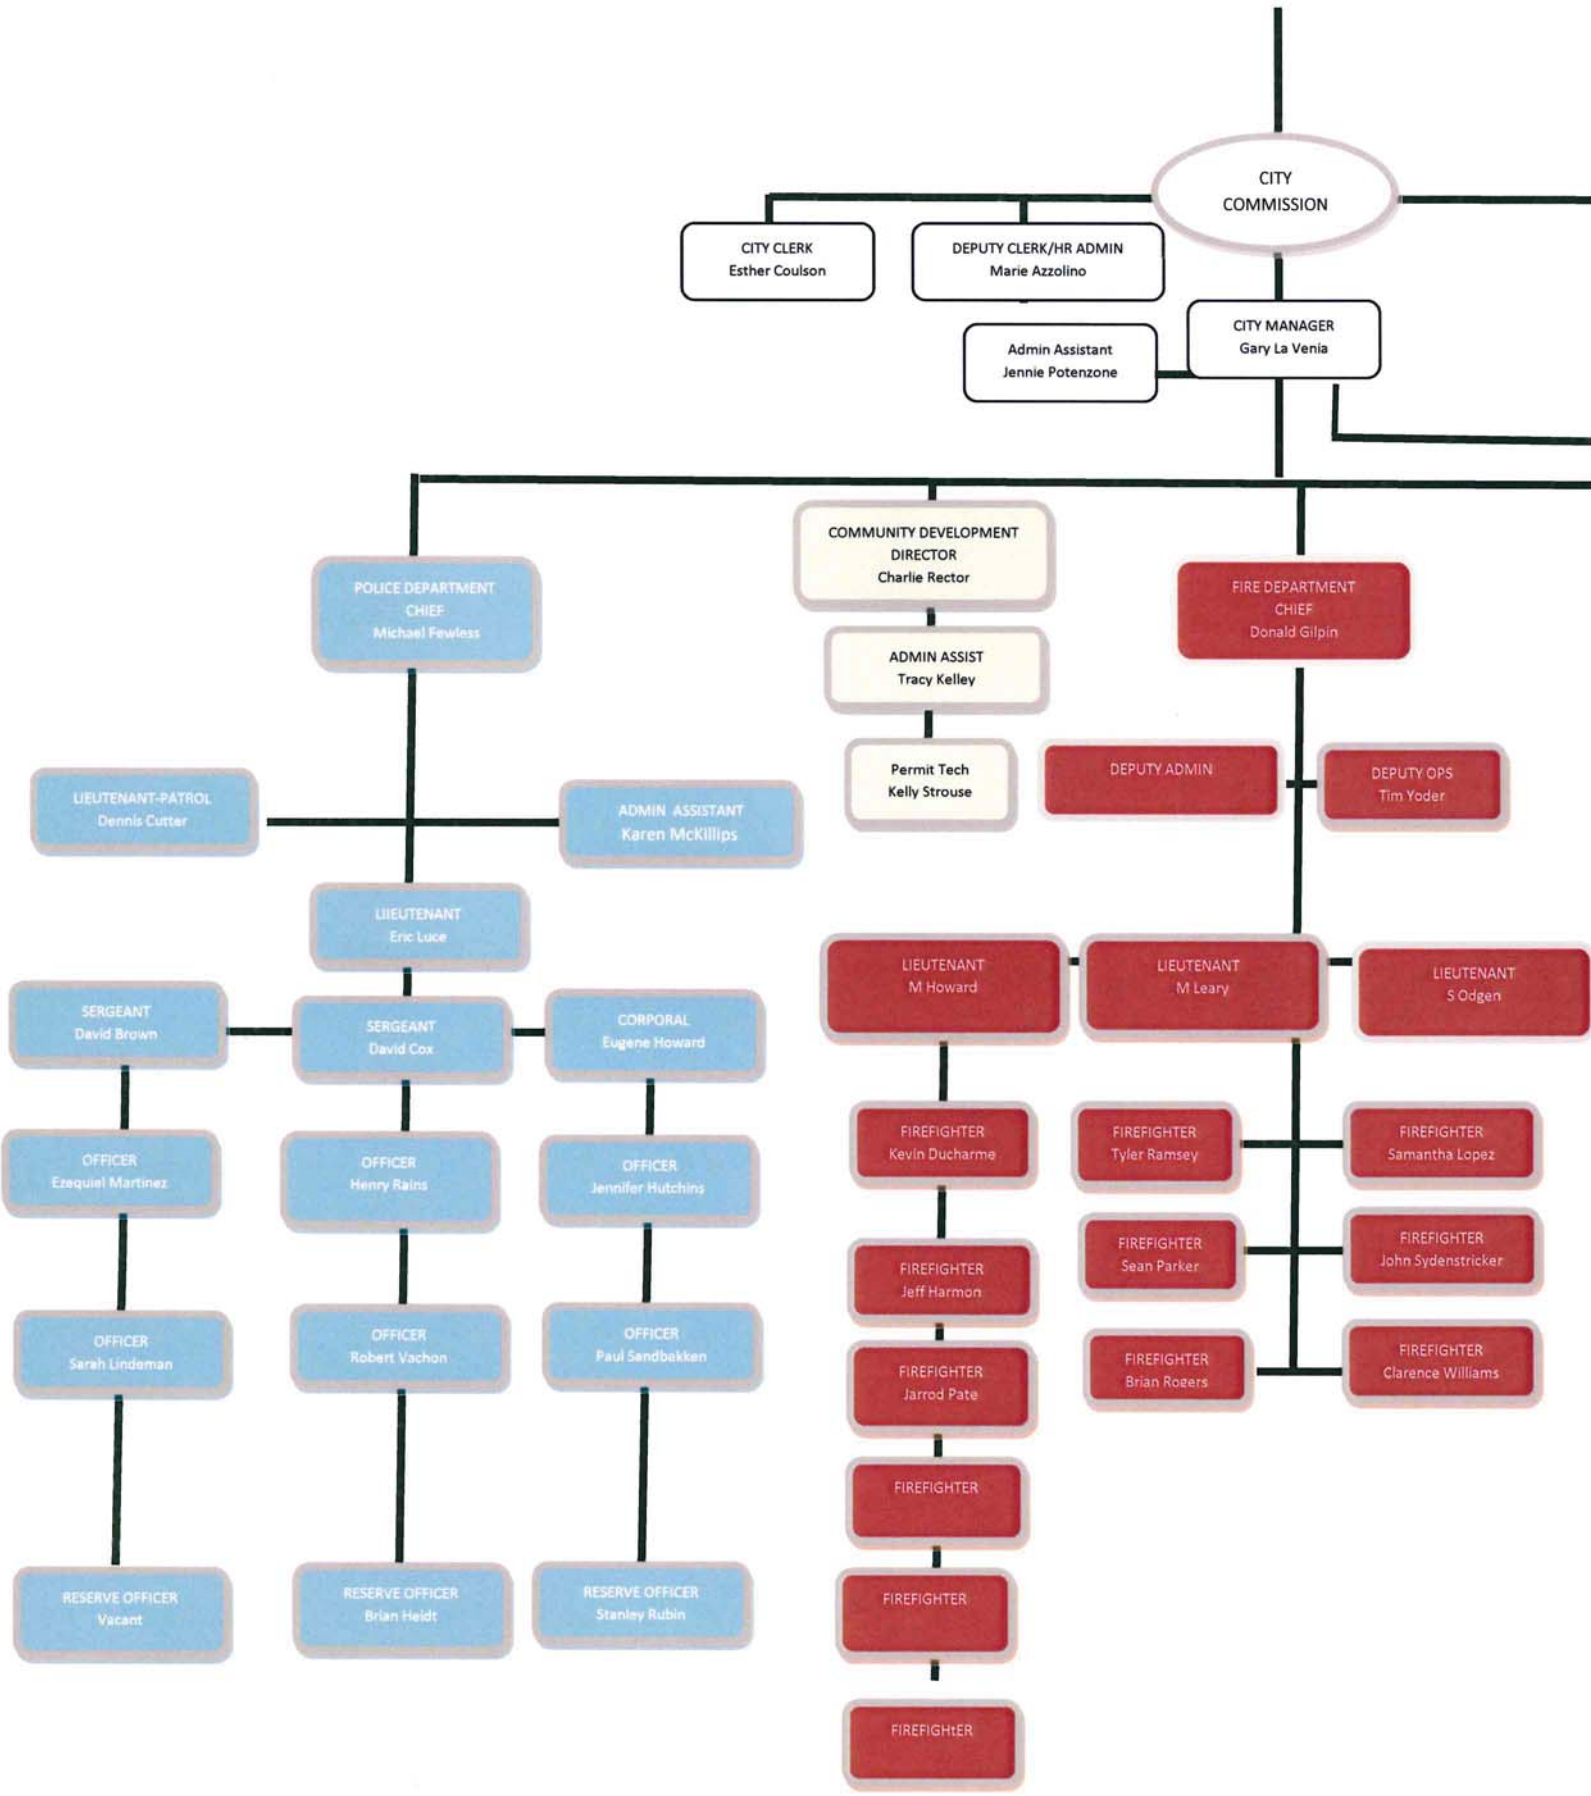 CITY
COMMISSION
CITY CLERK
Esther Coulson
DEPUTY CLERK/HR ADMIN
Marie Azzolino
CITY MANAGER
Gary La Venia
Admin Assistant
Jennie Potenzone
POLICE DEPARTMENT
CHIEF
Michael Fewless
COMMUNITY DEVELOPMENT
DIRECTOR
Charlie Rector
FIRE DEPARTMENT
CHIEF
Donald Gilpin
ADMIN ASSIST
Tracy Kelley
Permit Tech
Kelly Strouse
DEPUTY ADMIN
DEPUTY OPS
Tim Yoder
LIEUTENANT-PATROL
Dennis Cutter
ADMIN ASSISTANT
Karen McKillips
LIIEUTENANT
Eric Luce
SERGEANT
David Brown
SERGEANT
David Cox
CORPORAL
Eugene Howard
LIEUTENANT
M Howard
LIEUTENANT
M Leary
LIEUTENANT
S Odgen
OFFICER
Ezequiel Martinez
OFFICER
Henry Rains
OFFICER
Jennifer Hutchins
FIREFIGHTER
Kevin Ducharme
FIREFIGHTER
Tyler Ramsey
FIREFIGHTER
Samantha Lopez
FIREFIGHTER
Jeff Harmon
FIREFIGHTER
Sean Parker
FIREFIGHTER
John Sydenstricker
OFFICER
Sarah Lindeman
OFFICER
Robert Vachon
OFFICER
Paul Sandbakken
FIREFIGHTER
Jarrod Pate
FIREFIGHTER
Brian Rogers
FIREFIGHTER
Clarence Williams
FIREFIGHTER
RESERVE OFFICER
Vacant
RESERVE OFFICER
Brian Heidt
RESERVE OFFICER
Stanley Rubin
FIREFIGHTER
FIREFIGHtER